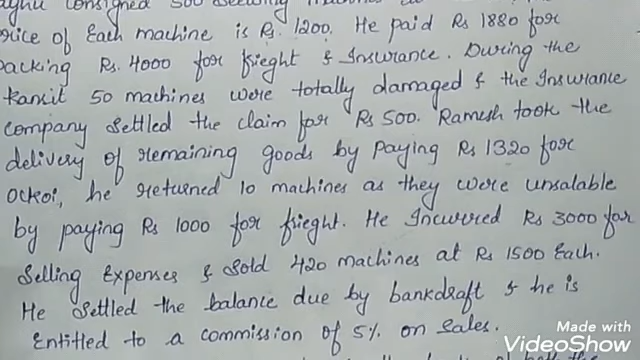 Consigned 500 Sewing machines
rice of Each machine is Rs. 1200. He paid Rs 1880 for
packing Rs. 4000 for frieght & Insurance. During the
50 machines were totally damaged & the Insurance
Company settled the claim for Rs 500. Ramesh took the
delivery of remaining goods by paying Rs 1320 for
octroi, he returned 10 machines as they were unsalable
by paying Rs 1000 for frieght. He Incurred Rs 3000 for
Selling Expenses & Sold 420 machines at Rs 1500 Each.
He Settled the balance due by bankdraft & he is
Entitled to a commission of 5% on Sales.
Made with
VideoShow